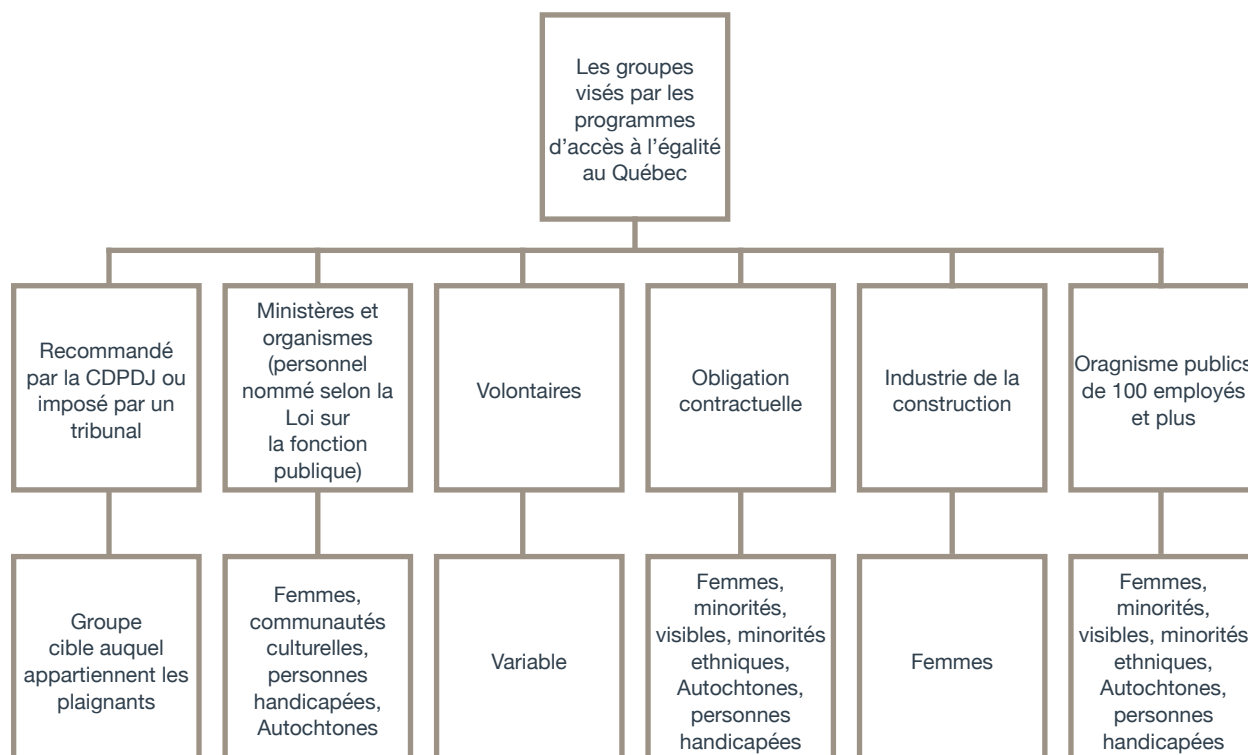 Les groupes
visés par les
programmes
d'accès à l'égalité
au Québec
Recommandé
par la CDPDJ ou
imposé par un
tribunal
Ministères et
organismes
(personnel
nommé selon la
Loi sur
la fonction
publique)
Volontaires
Obligation
contractuelle
Industrie de la
construction
Oragnisme publics
de 100 employés
et plus
Groupe
cible auquel
appartiennent les
plaignants
Femmes,
communautés
culturelles,
personnes
handicapées,
Autochtones
Variable
Femmes,
minorités,
visibles, minorités
ethniques,
Autochtones,
personnes
handicapées
Femmes
Femmes,
minorités,
visibles, minorités
ethniques,
Autochtones,
personnes
handicapées